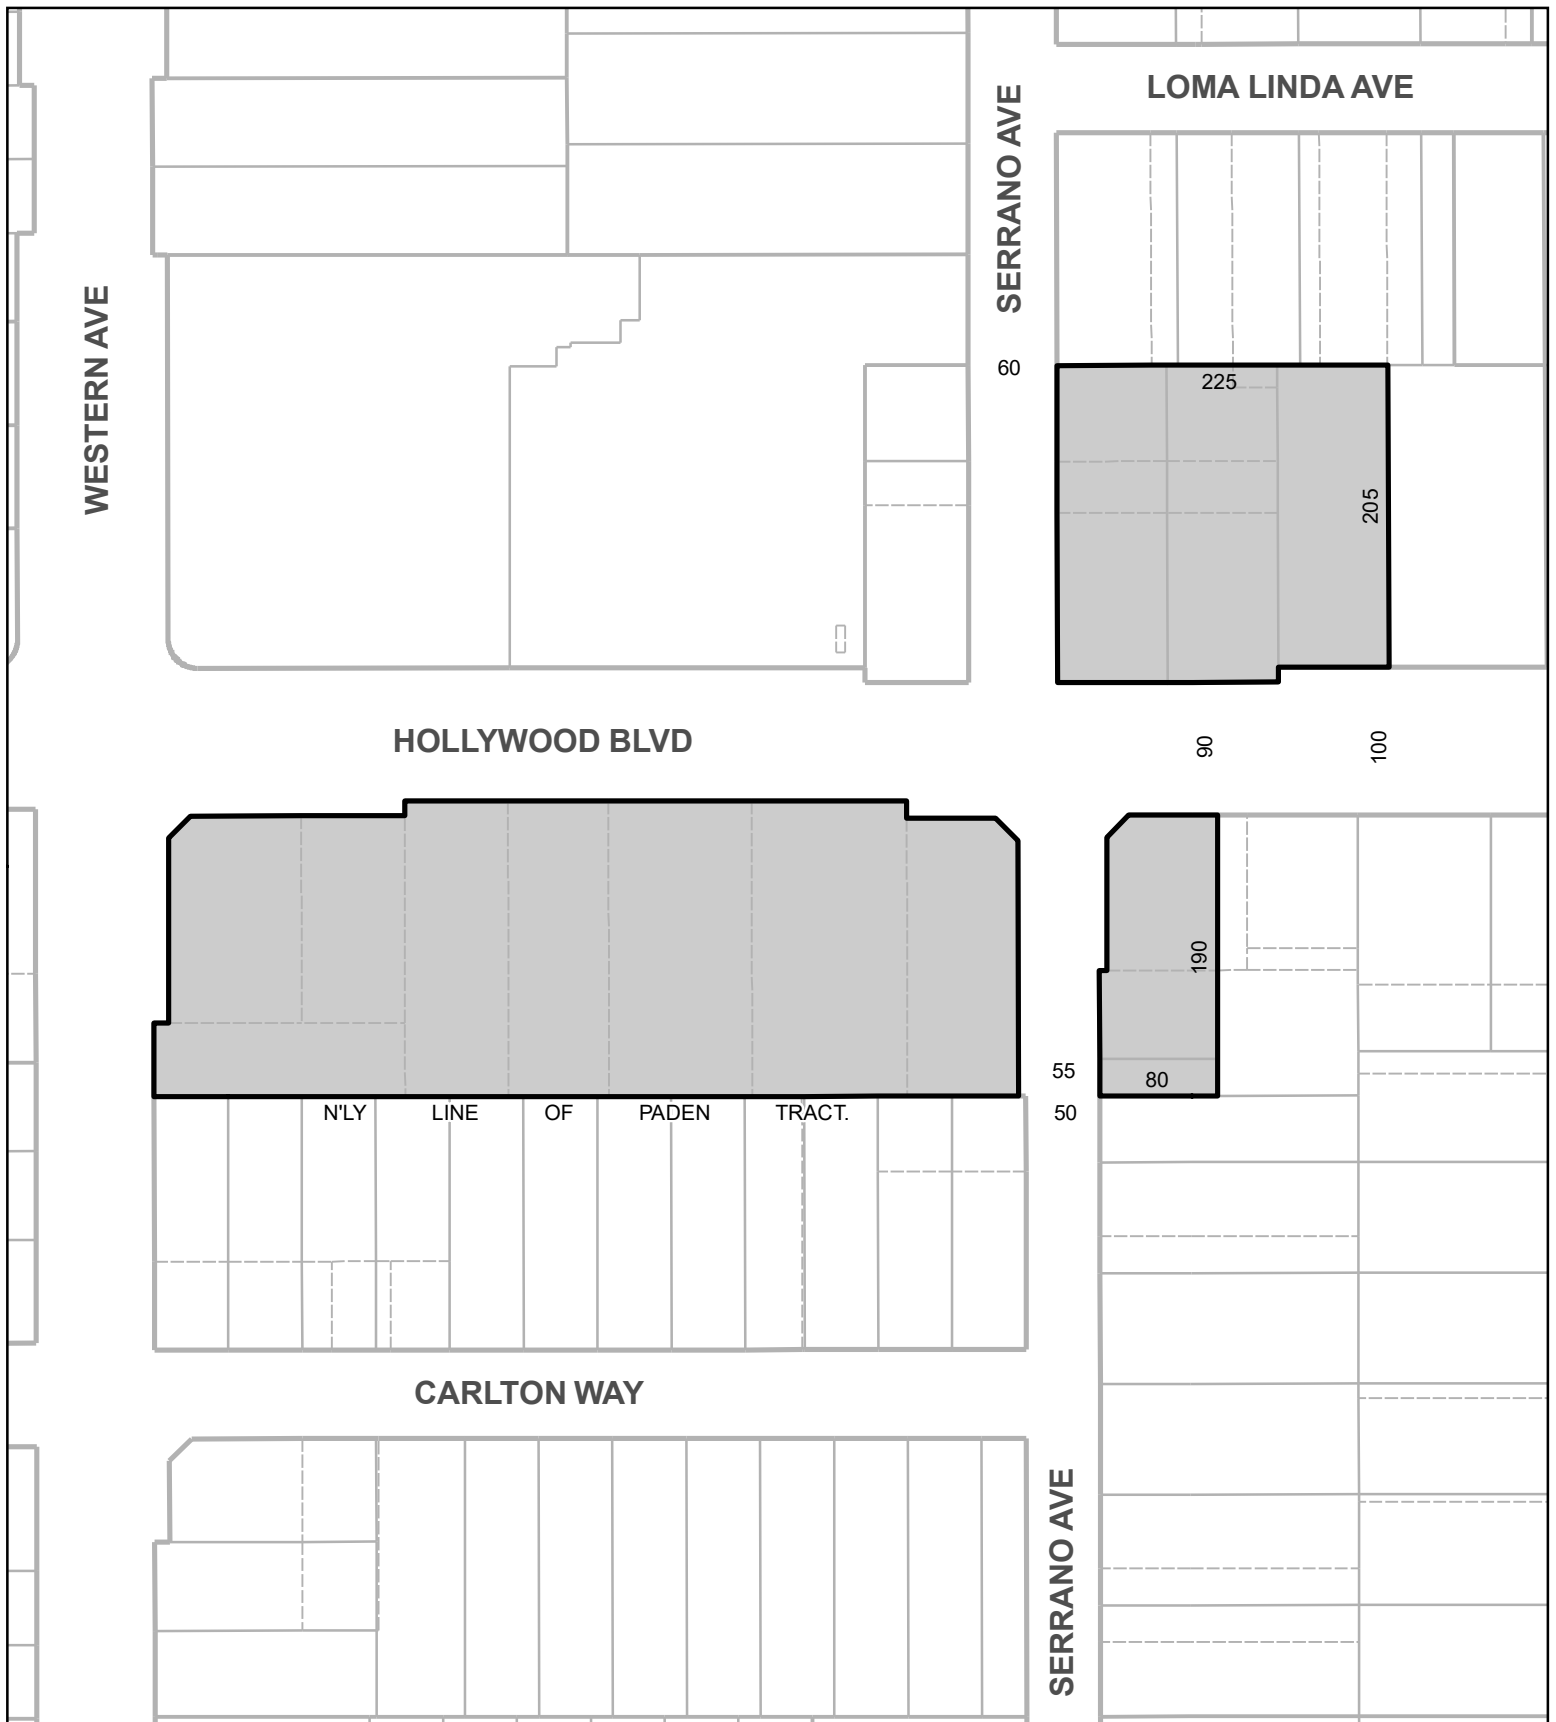 LOMA LINDA AVE
SERRANO AVE
WESTERN AVE
60
225
205
HOLLYWOOD BLVD
90
100
190
55
80
N'LY LINE OF PADEN TRACT.
50
CARLTON WAY
SERRANO AVE